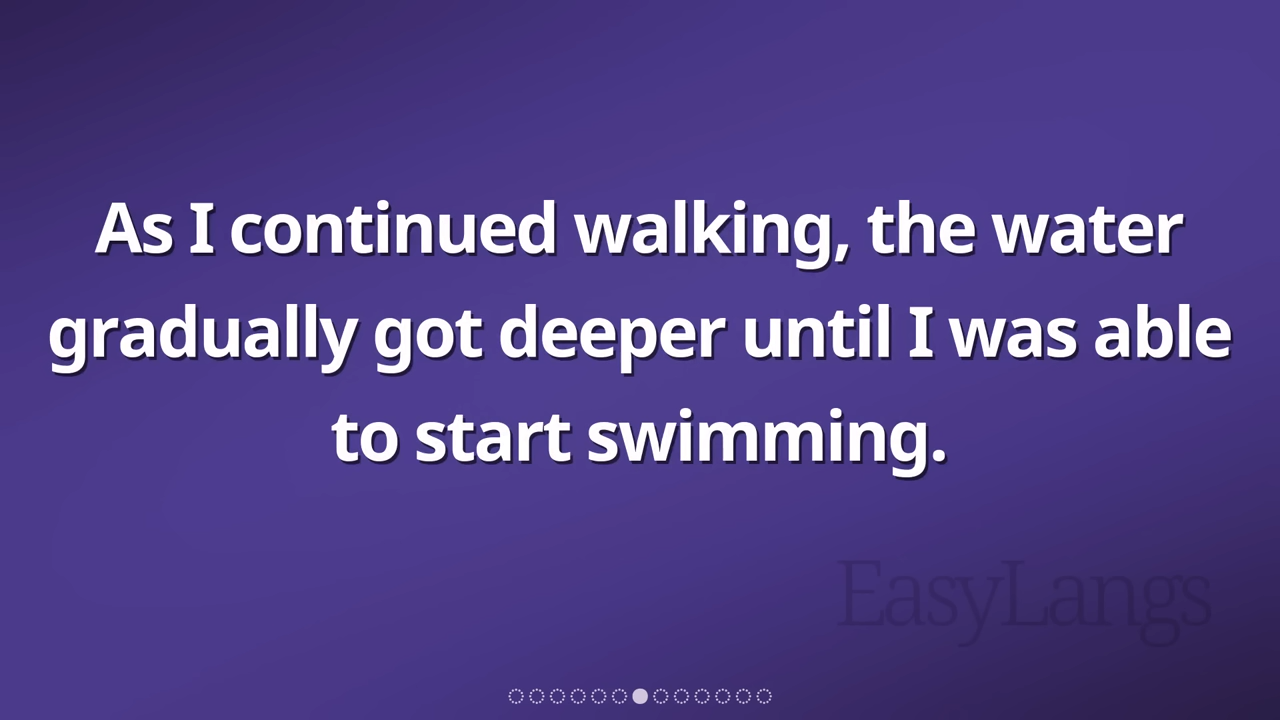 As I continued walking, the water
gradually got deeper until I was able
to start swimming.
EasyLangs